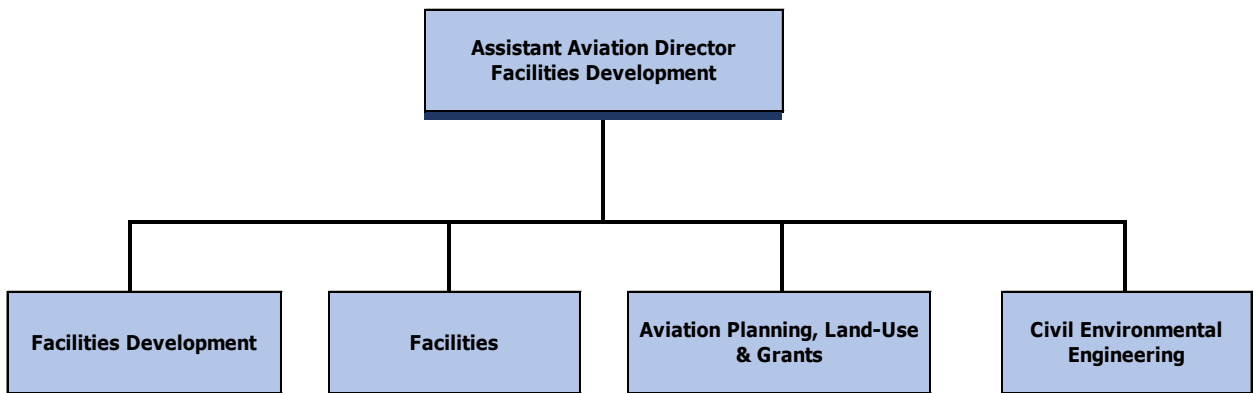 Assistant Aviation Director
Facilities Development
Facilities Development
Facilities
Aviation Planning, Land-Use
& Grants
Civil Environmental
Engineering